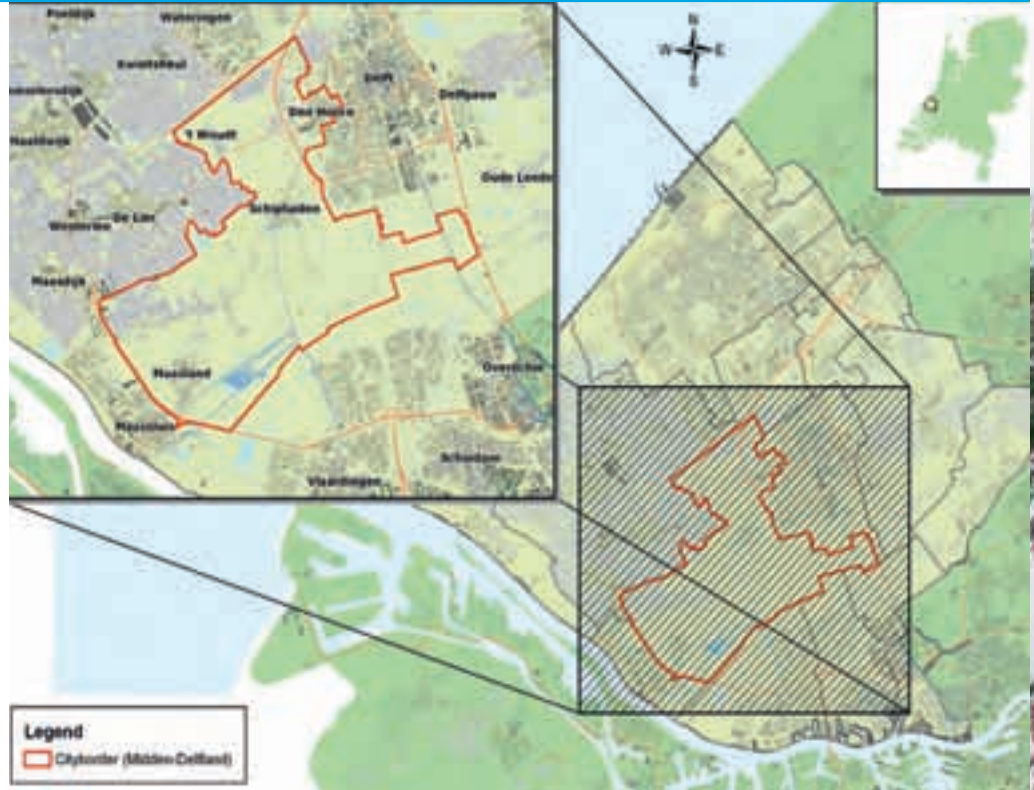 Poeldijk
Wateringen
Kwintsheul
Delft
Delfgauw
Den Hoorn
't Woudt
Naaldwijk
Oude Leede
De Lier
Schipluiden
Westerlee
Maasdijk
Maasland
Overschie
Maassluis
Schiedam
Vlaardingen
N
W E
S
Legend
Cityborder (Midden-Delfland)